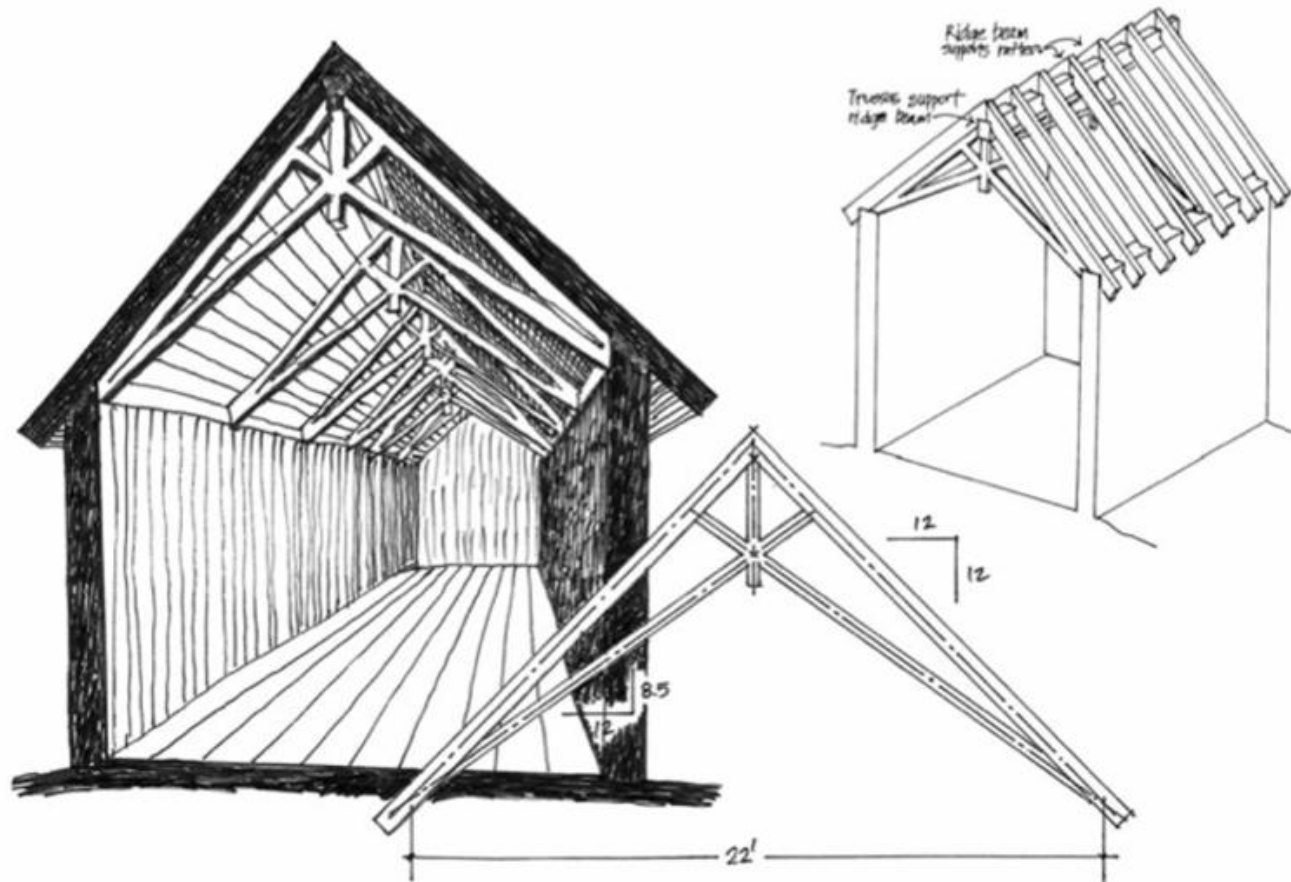 Ridge beam
supports rafters
Trusses support
ridge beam
12
12
8.5
12
22'